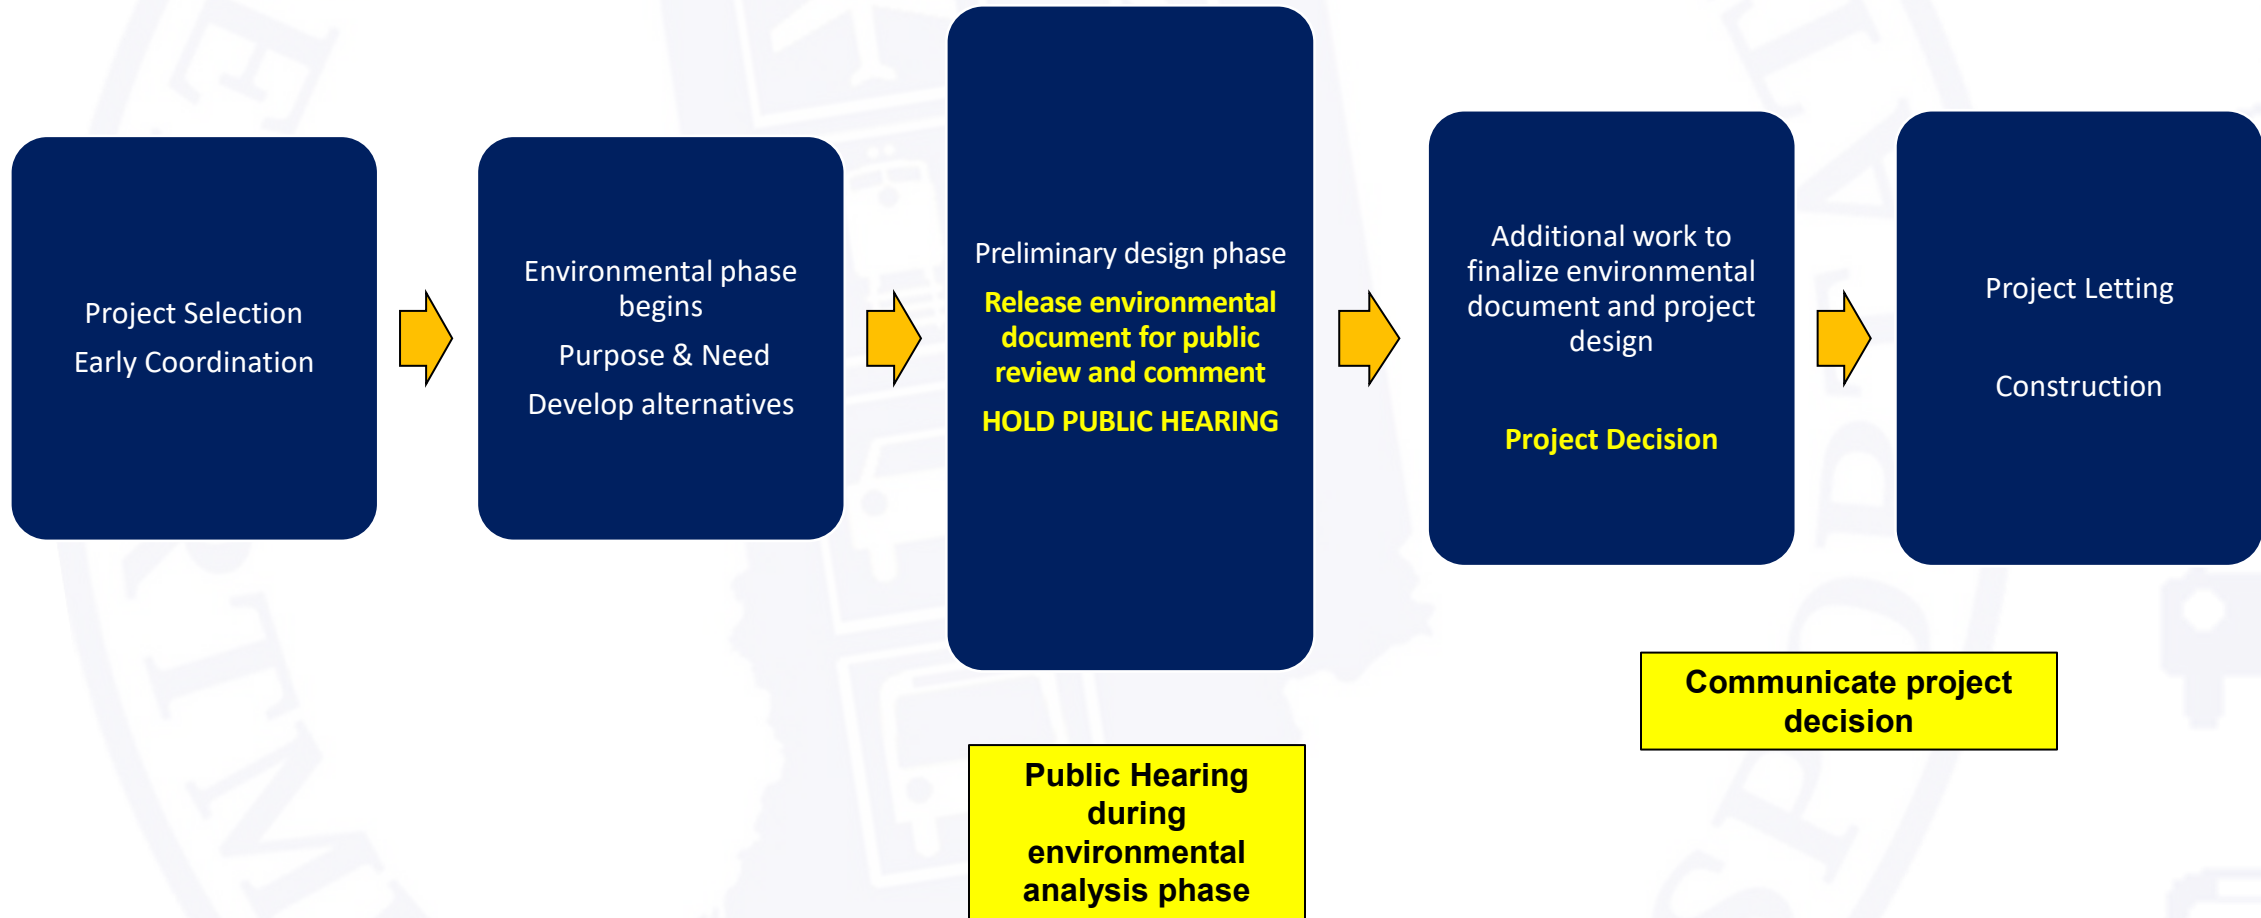 Project Selection
Early Coordination
Environmental phase
begins
Purpose & Need
Develop alternatives
Preliminary design phase
Release environmental
document for public
review and comment
HOLD PUBLIC HEARING
Additional work to
finalize environmental
document and project
design
Project Decision
Project Letting
Construction
Communicate project
decision
Public Hearing
during
environmental
analysis phase